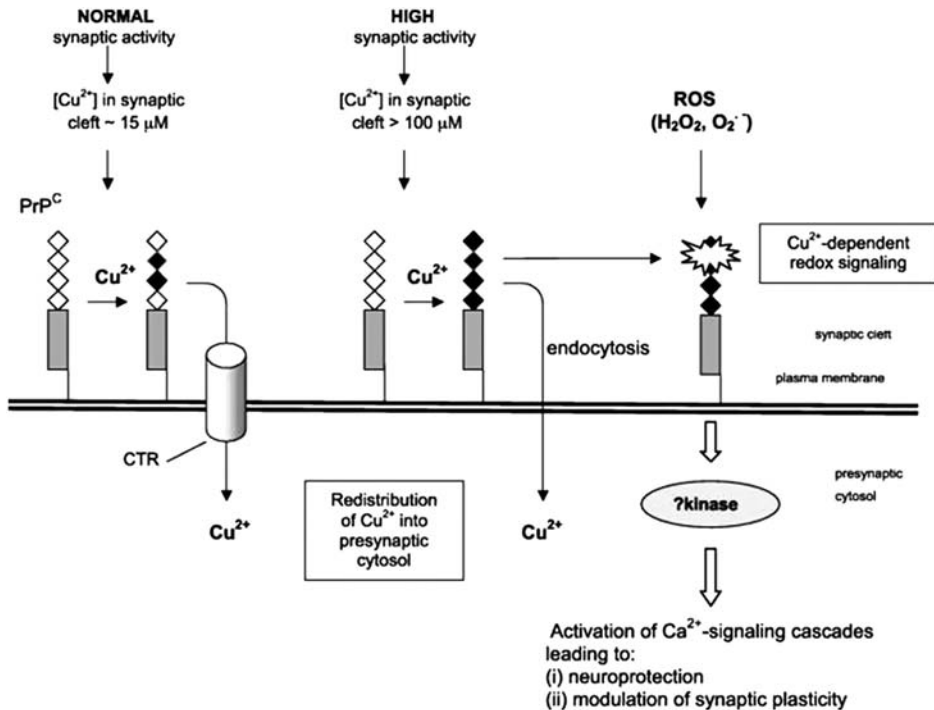 NORMAL
synaptic activity
[Cu²⁺] in synaptic
cleft ~ 15 µM
PrPᶜ
Cu²⁺
CTR
Cu²⁺
HIGH
synaptic activity
[Cu²⁺] in synaptic
cleft > 100 µM
Cu²⁺
endocytosis
Cu²⁺
Redistribution
of Cu²⁺ into
presynaptic
cytosol
ROS
(H₂O₂, O₂·⁻)
Cu²⁺-dependent
redox signaling
synaptic cleft
plasma membrane
presynaptic
cytosol
?kinase
Activation of Ca²⁺-signaling cascades
leading to:
(i) neuroprotection
(ii) modulation of synaptic plasticity